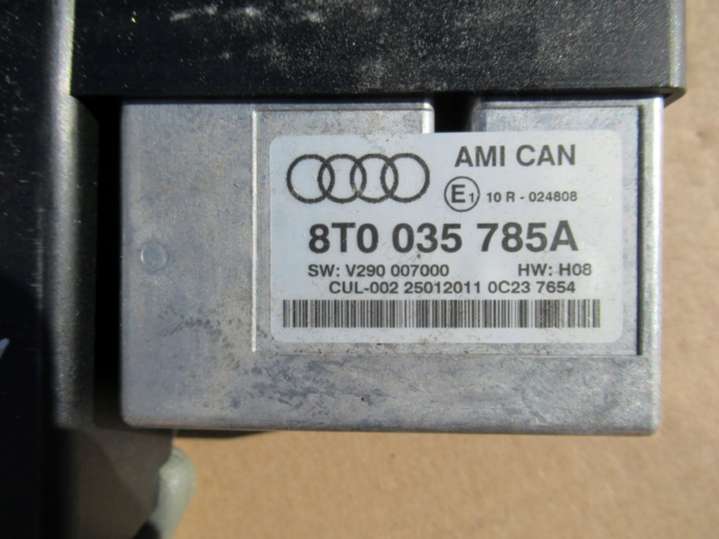 AMI CAN
E1 10 R - 024808
8T0 035 785A
SW: V290 007000 HW: H08
CUL-002 25012011 0C23 7654